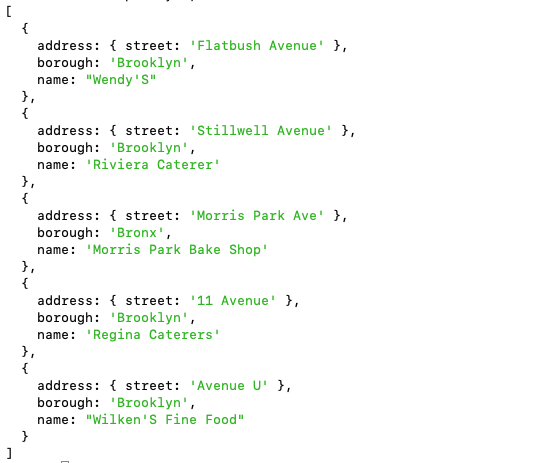 [
  {
    address: { street: 'Flatbush Avenue' },
    borough: 'Brooklyn',
    name: "Wendy'S"
  },
  {
    address: { street: 'Stillwell Avenue' },
    borough: 'Brooklyn',
    name: 'Riviera Caterer'
  },
  {
    address: { street: 'Morris Park Ave' },
    borough: 'Bronx',
    name: 'Morris Park Bake Shop'
  },
  {
    address: { street: '11 Avenue' },
    borough: 'Brooklyn',
    name: 'Regina Caterers'
  },
  {
    address: { street: 'Avenue U' },
    borough: 'Brooklyn',
    name: "Wilken'S Fine Food"
  }
]